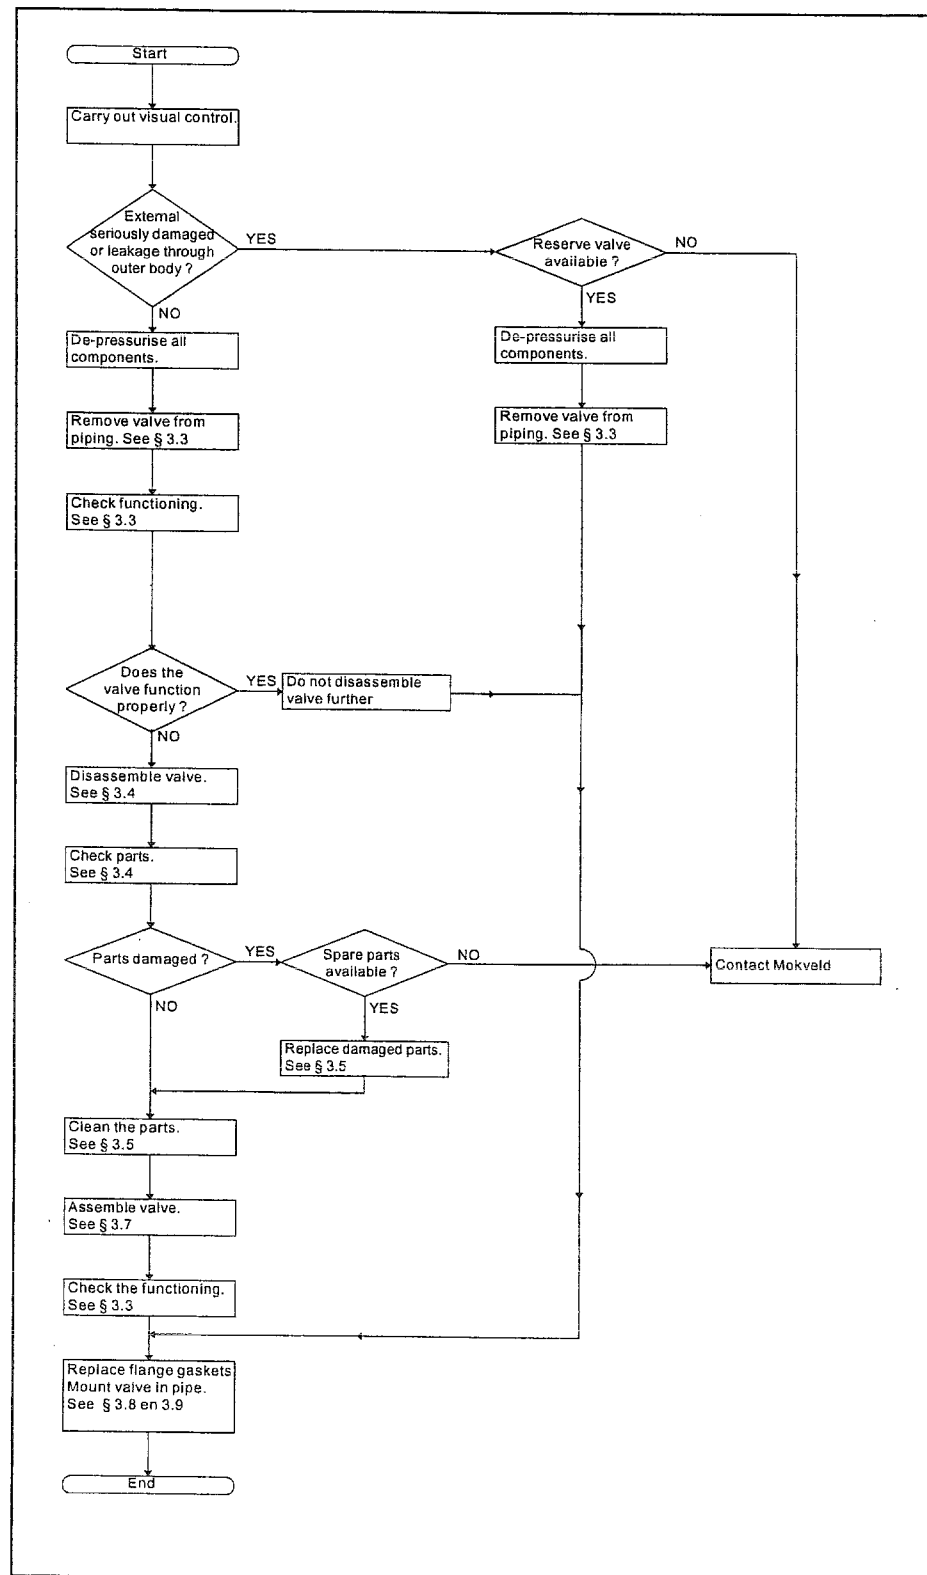 Start
Carry out visual control.
External
seriously damaged
or leakage through
outer body ?
YES
NO
Reserve valve
available ?
NO
YES
De-pressurise all
components.
De-pressurise all
components.
Remove valve from
piping. See § 3.3
Remove valve from
piping. See § 3.3
Check functioning.
See § 3.3
Does the
valve function
properly ?
YES
NO
Do not disassemble
valve further
Disassemble valve.
See § 3.4
Check parts.
See § 3.4
Parts damaged ?
YES
NO
Spare parts
available ?
NO
YES
Contact Mokveld
Replace damaged parts.
See § 3.5
Clean the parts.
See § 3.5
Assemble valve.
See § 3.7
Check the functioning.
See § 3.3
Replace flange gaskets
Mount valve in pipe.
See § 3.8 en 3.9
End